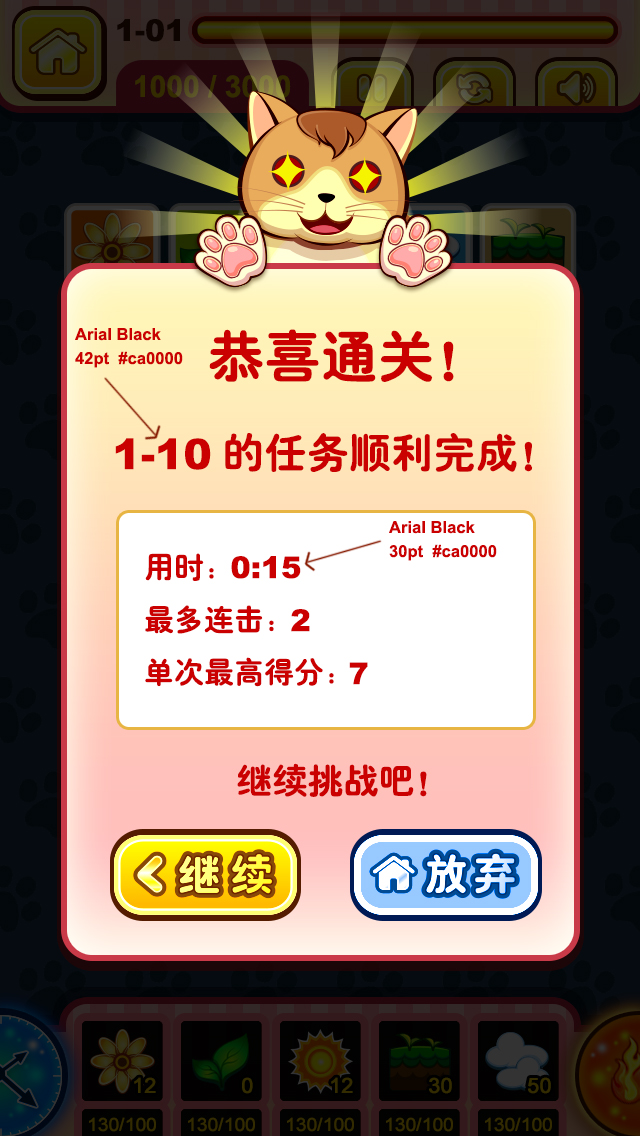 1-01
1000 / 3000
Arial Black
42pt #ca0000
恭喜通关!
1-10 的任务顺利完成!
Arial Black
30pt #ca0000
用时: 0:15
最多连击: 2
单次最高得分: 7
继续挑战吧!
继续
放弃
12
0
12
30
50
130/100
130/100
130/100
130/100
130/100